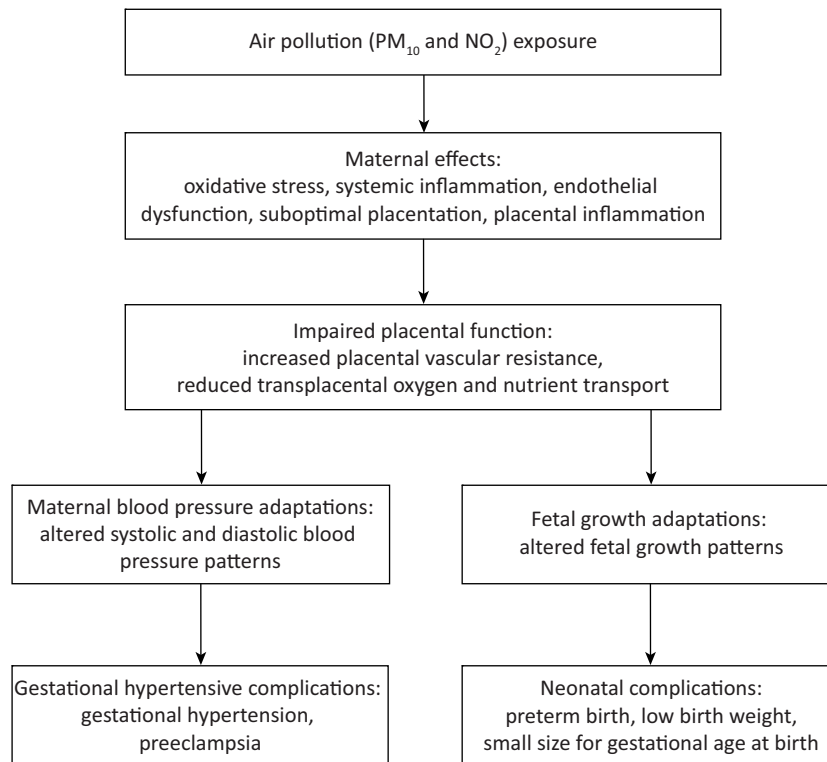 Air pollution (PM₁₀ and NO₂) exposure
Maternal effects:
oxidative stress, systemic inflammation, endothelial
dysfunction, suboptimal placentation, placental inflammation
Impaired placental function:
increased placental vascular resistance,
reduced transplacental oxygen and nutrient transport
Maternal blood pressure adaptations:
altered systolic and diastolic blood
pressure patterns
Fetal growth adaptations:
altered fetal growth patterns
Gestational hypertensive complications:
gestational hypertension,
preeclampsia
Neonatal complications:
preterm birth, low birth weight,
small size for gestational age at birth